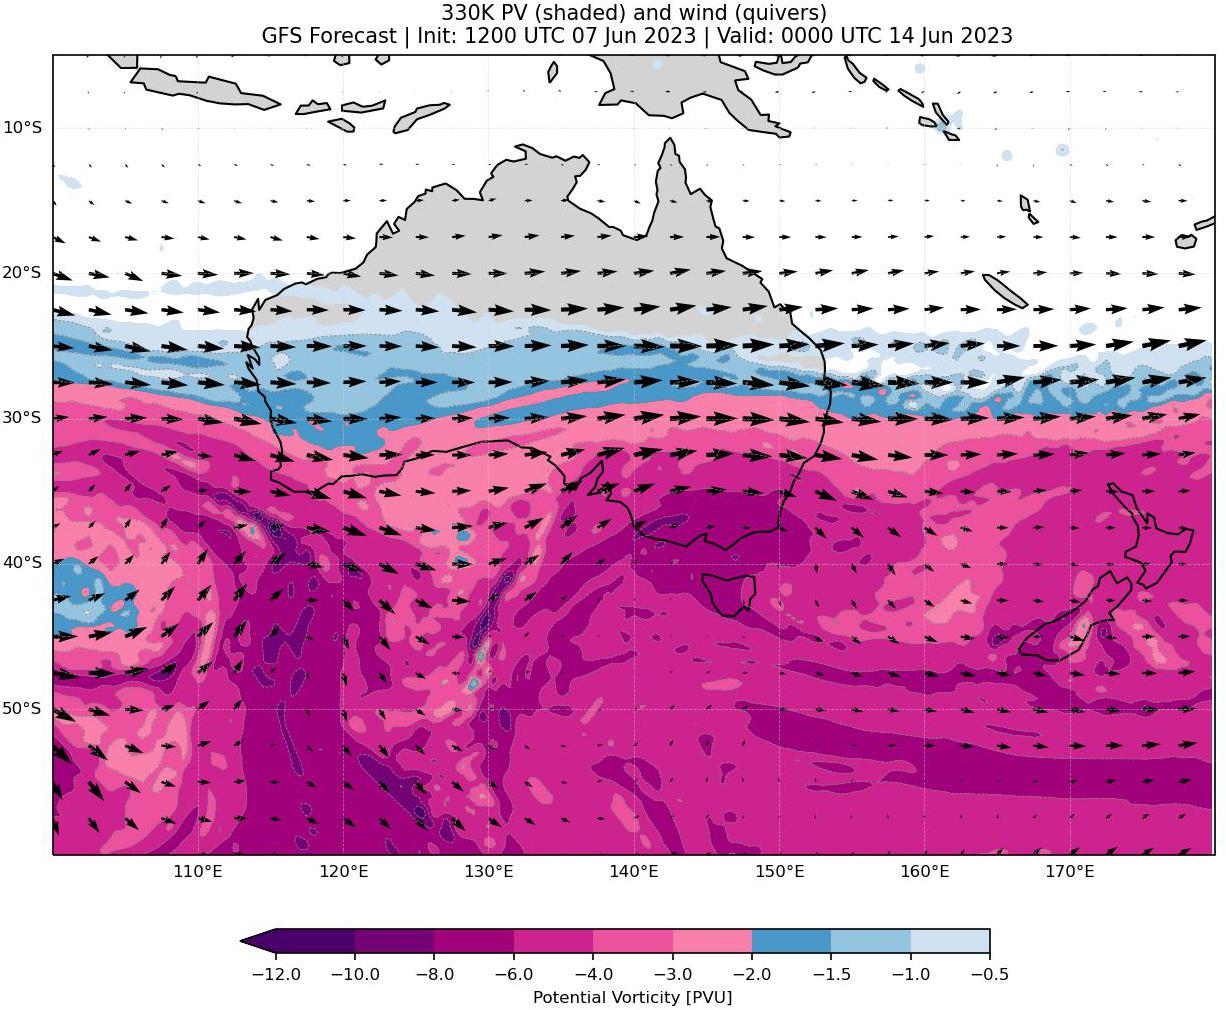 330K PV (shaded) and wind (quivers)
GFS Forecast | Init: 1200 UTC 07 Jun 2023 | Valid: 0000 UTC 14 Jun 2023
10°S
20°S
30°S
40°S
50°S
110°E 120°E 130°E 140°E 150°E 160°E 170°E
−12.0 −10.0 −8.0 −6.0 −4.0 −3.0 −2.0 −1.5 −1.0 −0.5
Potential Vorticity [PVU]